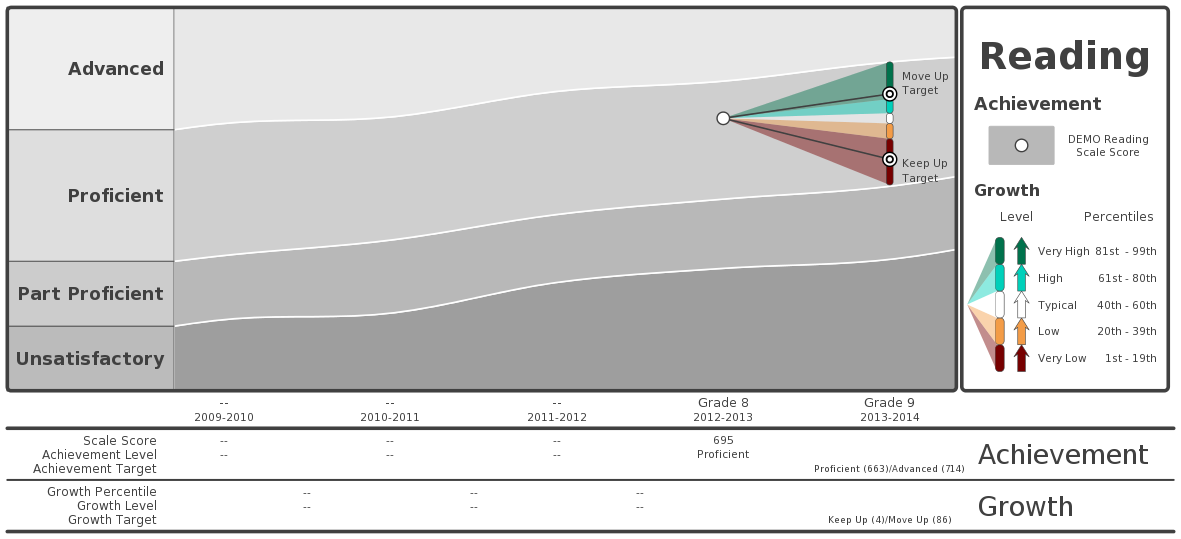 Advanced
Proficient
Part Proficient
Unsatisfactory
Move Up
Target
Keep Up
Target
Reading
Achievement
DEMO Reading
Scale Score
Growth
Level Percentiles
Very High 81st - 99th
High 61st - 80th
Typical 40th - 60th
Low 20th - 39th
Very Low 1st - 19th
-- -- -- Grade 8 Grade 9
2009-2010 2010-2011 2011-2012 2012-2013 2013-2014
Scale Score -- -- -- 695
Achievement Level -- -- -- Proficient
Achievement Target Proficient (663)/Advanced (714)
Achievement
Growth Percentile -- -- --
Growth Level -- -- --
Growth Target Keep Up (4)/Move Up (86)
Growth